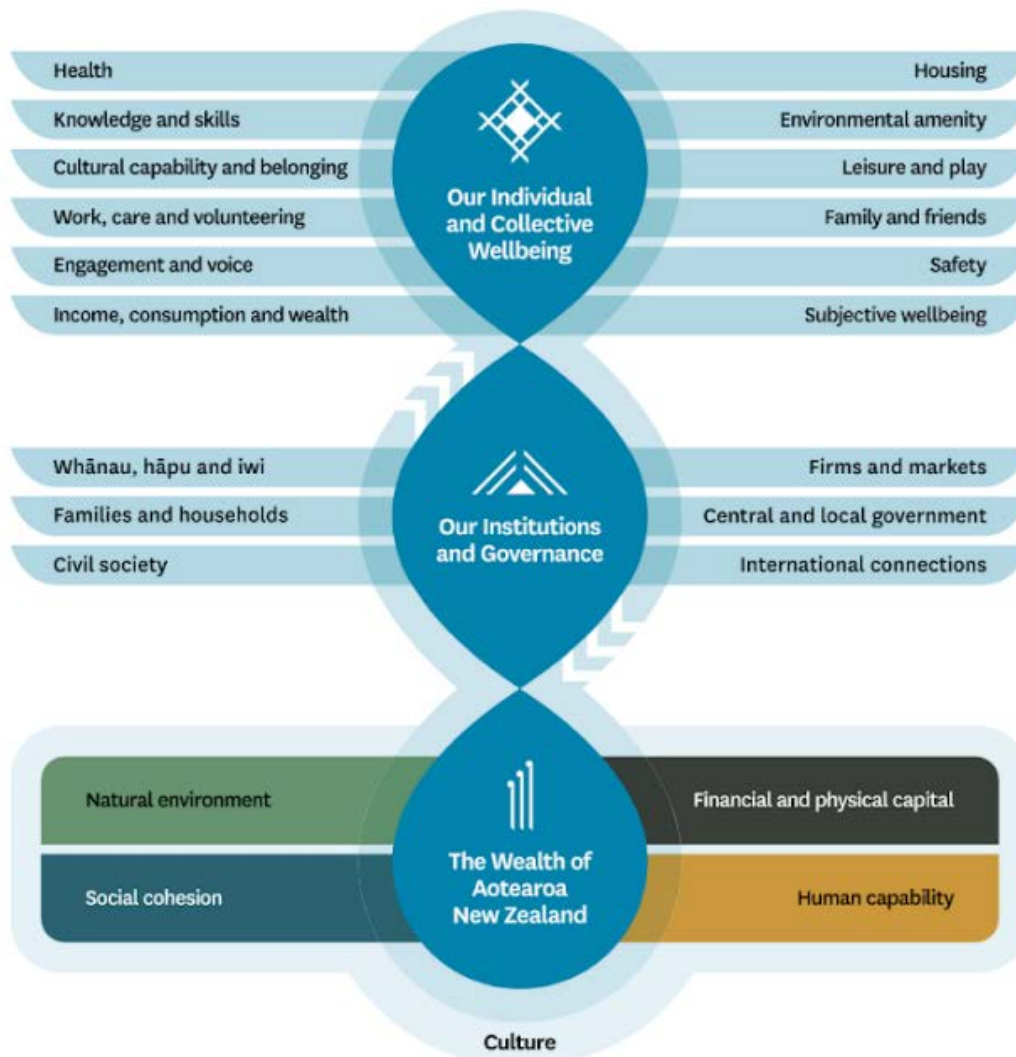 Health
Housing
Knowledge and skills
Environmental amenity
Cultural capability and belonging
Leisure and play
Work, care and volunteering
Family and friends
Engagement and voice
Safety
Income, consumption and wealth
Subjective wellbeing
Our Individual
and Collective
Wellbeing
Whānau, hāpu and iwi
Firms and markets
Families and households
Central and local government
Civil society
International connections
Our Institutions
and Governance
Natural environment
Financial and physical capital
Social cohesion
Human capability
The Wealth of
Aotearoa
New Zealand
Culture